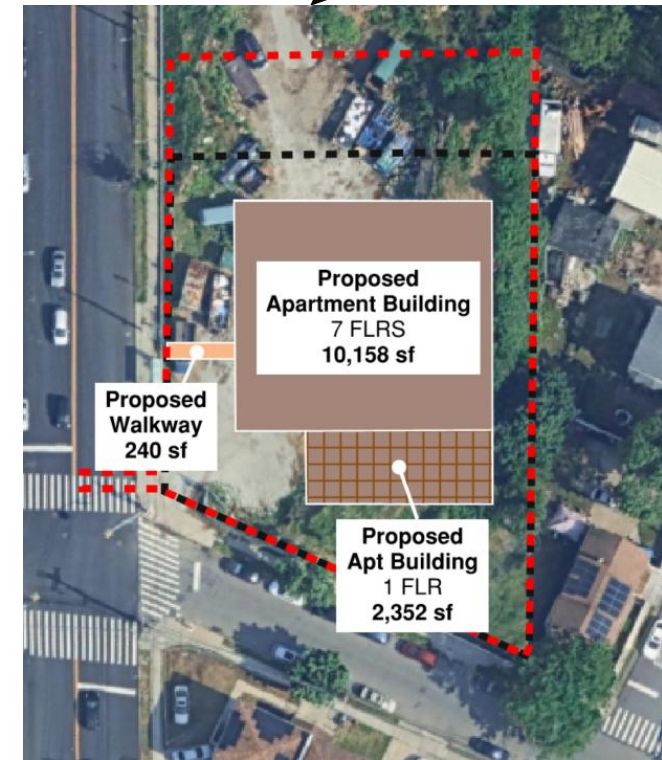 Proposed
Apartment Building
7 FLRS
10,158 sf
Proposed
Walkway
240 sf
Proposed
Apt Building
1 FLR
2,352 sf